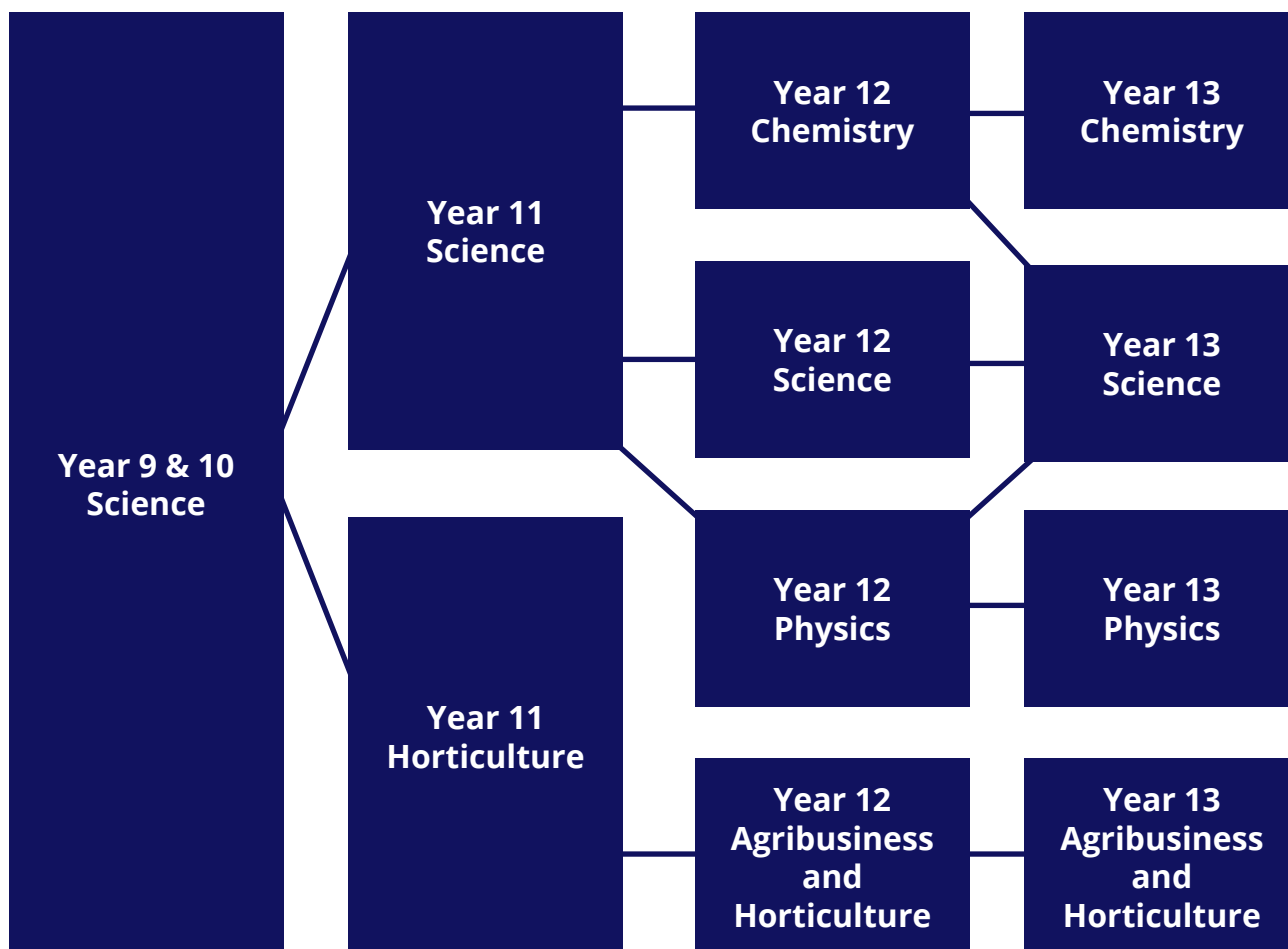 Year 9 & 10
Science
Year 11
Science
Year 11
Horticulture
Year 12
Chemistry
Year 12
Science
Year 12
Physics
Year 12
Agribusiness
and
Horticulture
Year 13
Chemistry
Year 13
Science
Year 13
Physics
Year 13
Agribusiness
and
Horticulture